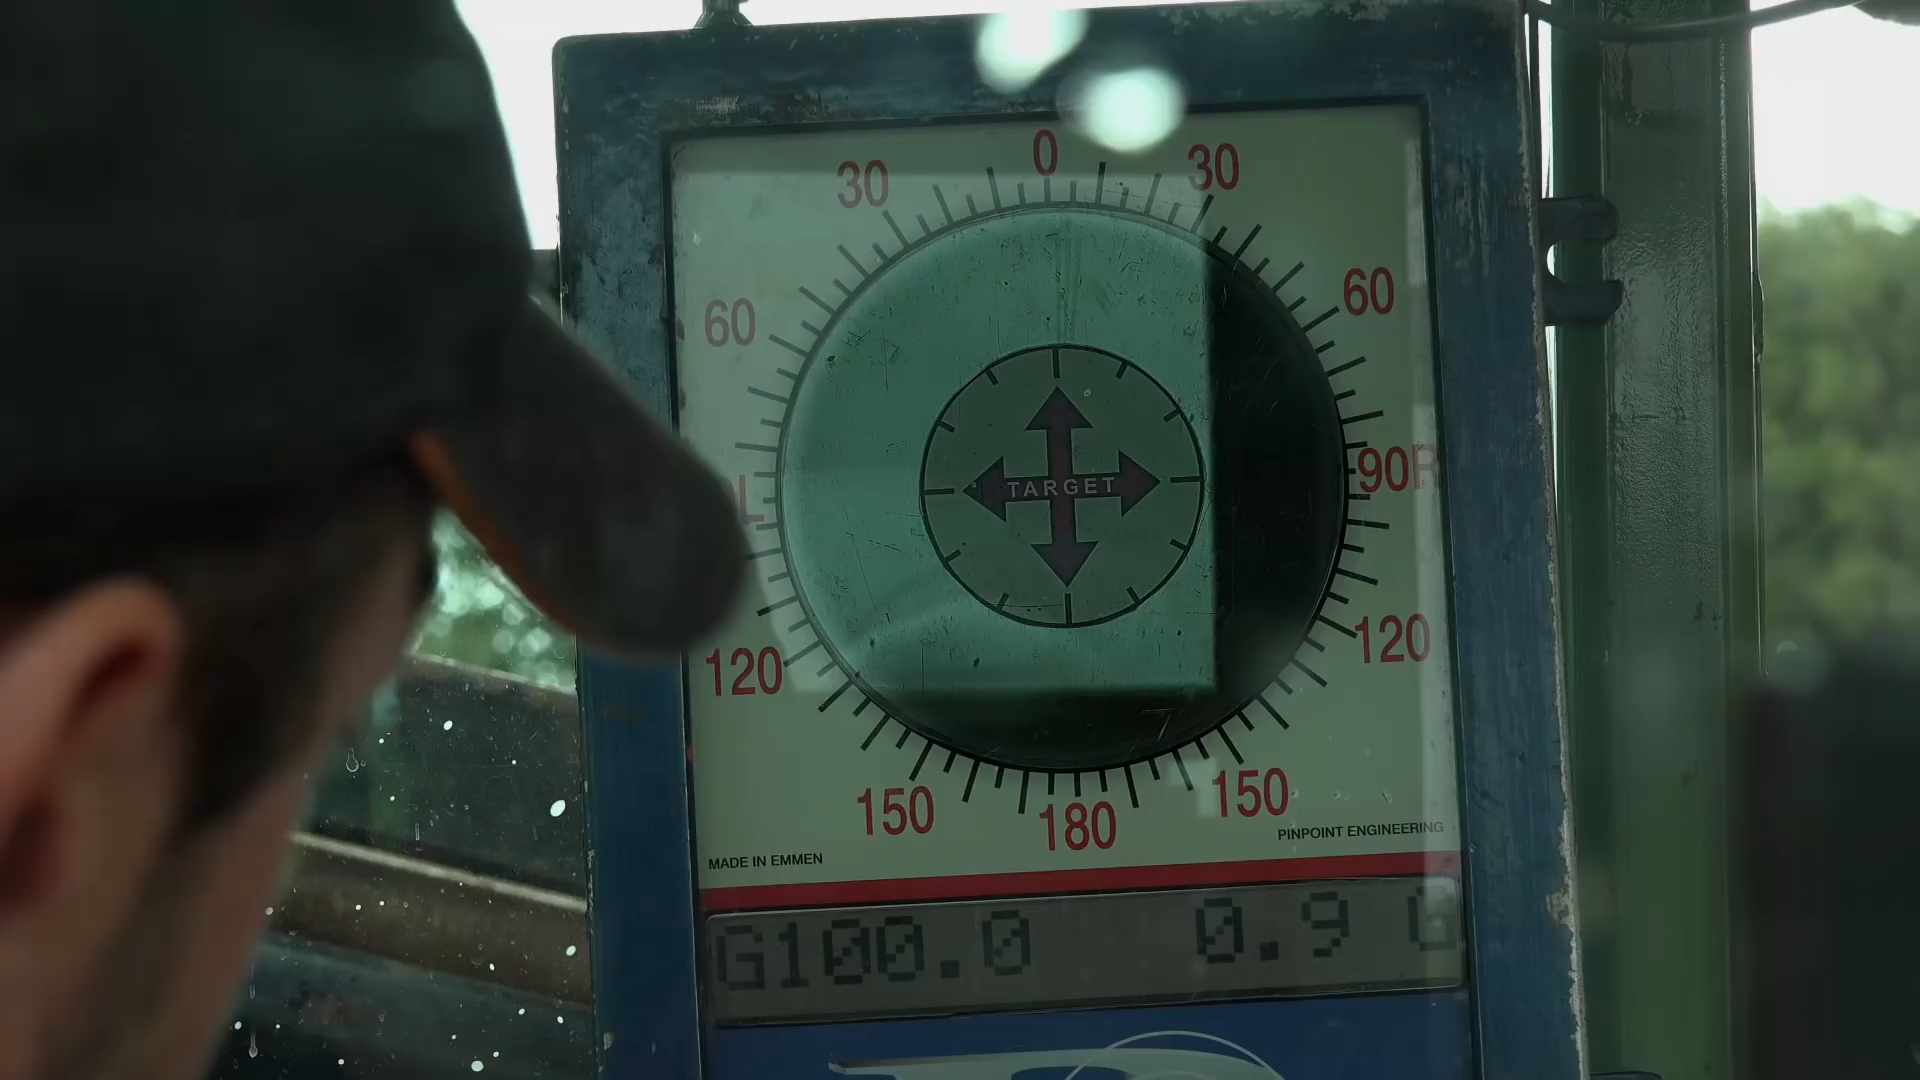 0
30 30
60 60
L 90R
TARGET
120 120
150 180 150
MADE IN EMMEN PINPOINT ENGINEERING
G100.0 0.9 G